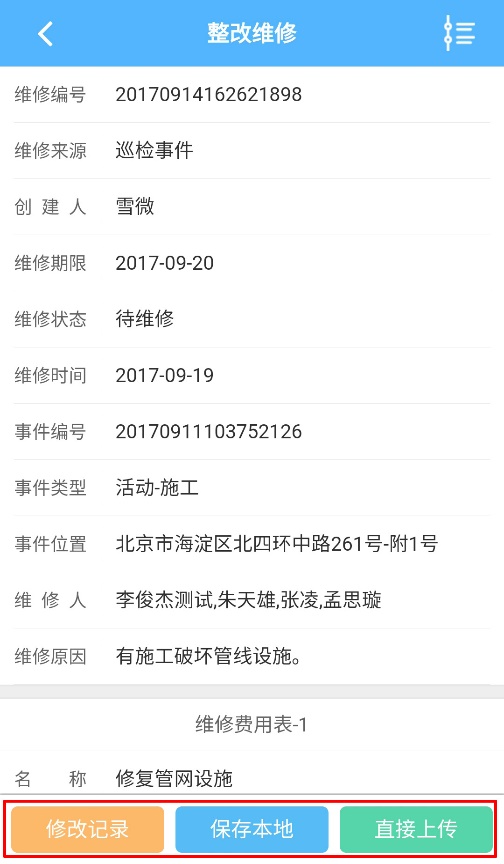 整改维修
维修编号 20170914162621898
维修来源 巡检事件
创建人 雪微
维修期限 2017-09-20
维修状态 待维修
维修时间 2017-09-19
事件编号 20170911103752126
事件类型 活动-施工
事件位置 北京市海淀区北四环中路261号-附1号
维修人 李俊杰测试,朱天雄,张凌,孟思璇
维修原因 有施工破坏管线设施。
维修费用表-1
名称 修复管网设施
修改记录 保存本地 直接上传